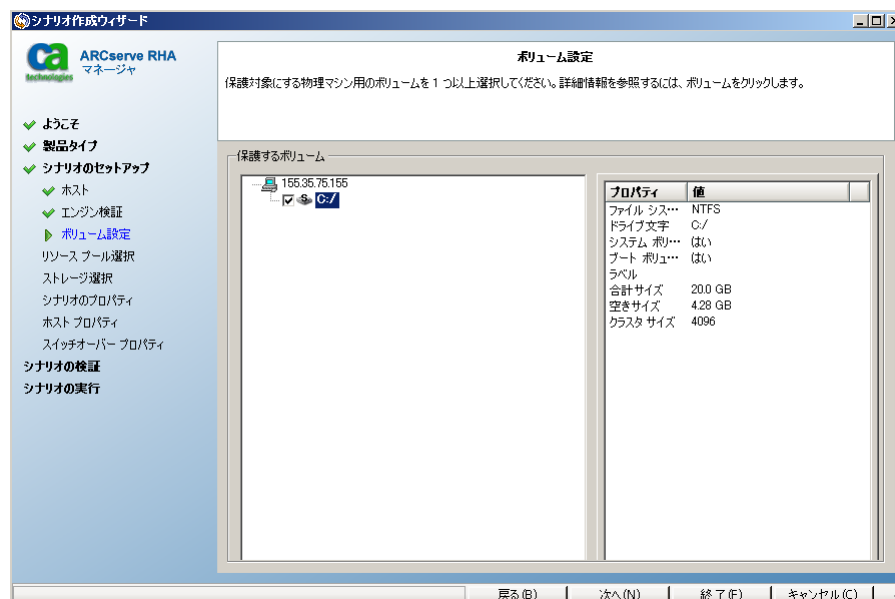 シナリオ作成ウィザード
ca
technologies
ARCserve RHA
マネージャ
ようこそ
製品タイプ
シナリオのセットアップ
ホスト
エンジン検証
ボリューム設定
リソース プール選択
ストレージ選択
シナリオのプロパティ
ホスト プロパティ
スイッチオーバー プロパティ
シナリオの検証
シナリオの実行
ボリューム設定
保護対象にする物理マシン用のボリュームを 1 つ以上選択してください。詳細情報を参照するには、ボリュームをクリックします。
保護するボリューム
155.35.75.155
C:/
プロパティ 値
ファイル シス… NTFS
ドライブ文字 C:/
システム ボリ… はい
ブート ボリュ… はい
ラベル
合計サイズ 20.0 GB
空きサイズ 4.28 GB
クラスタ サイズ 4096
戻る(B) 次へ(N) 終了(F) キャンセル(C)